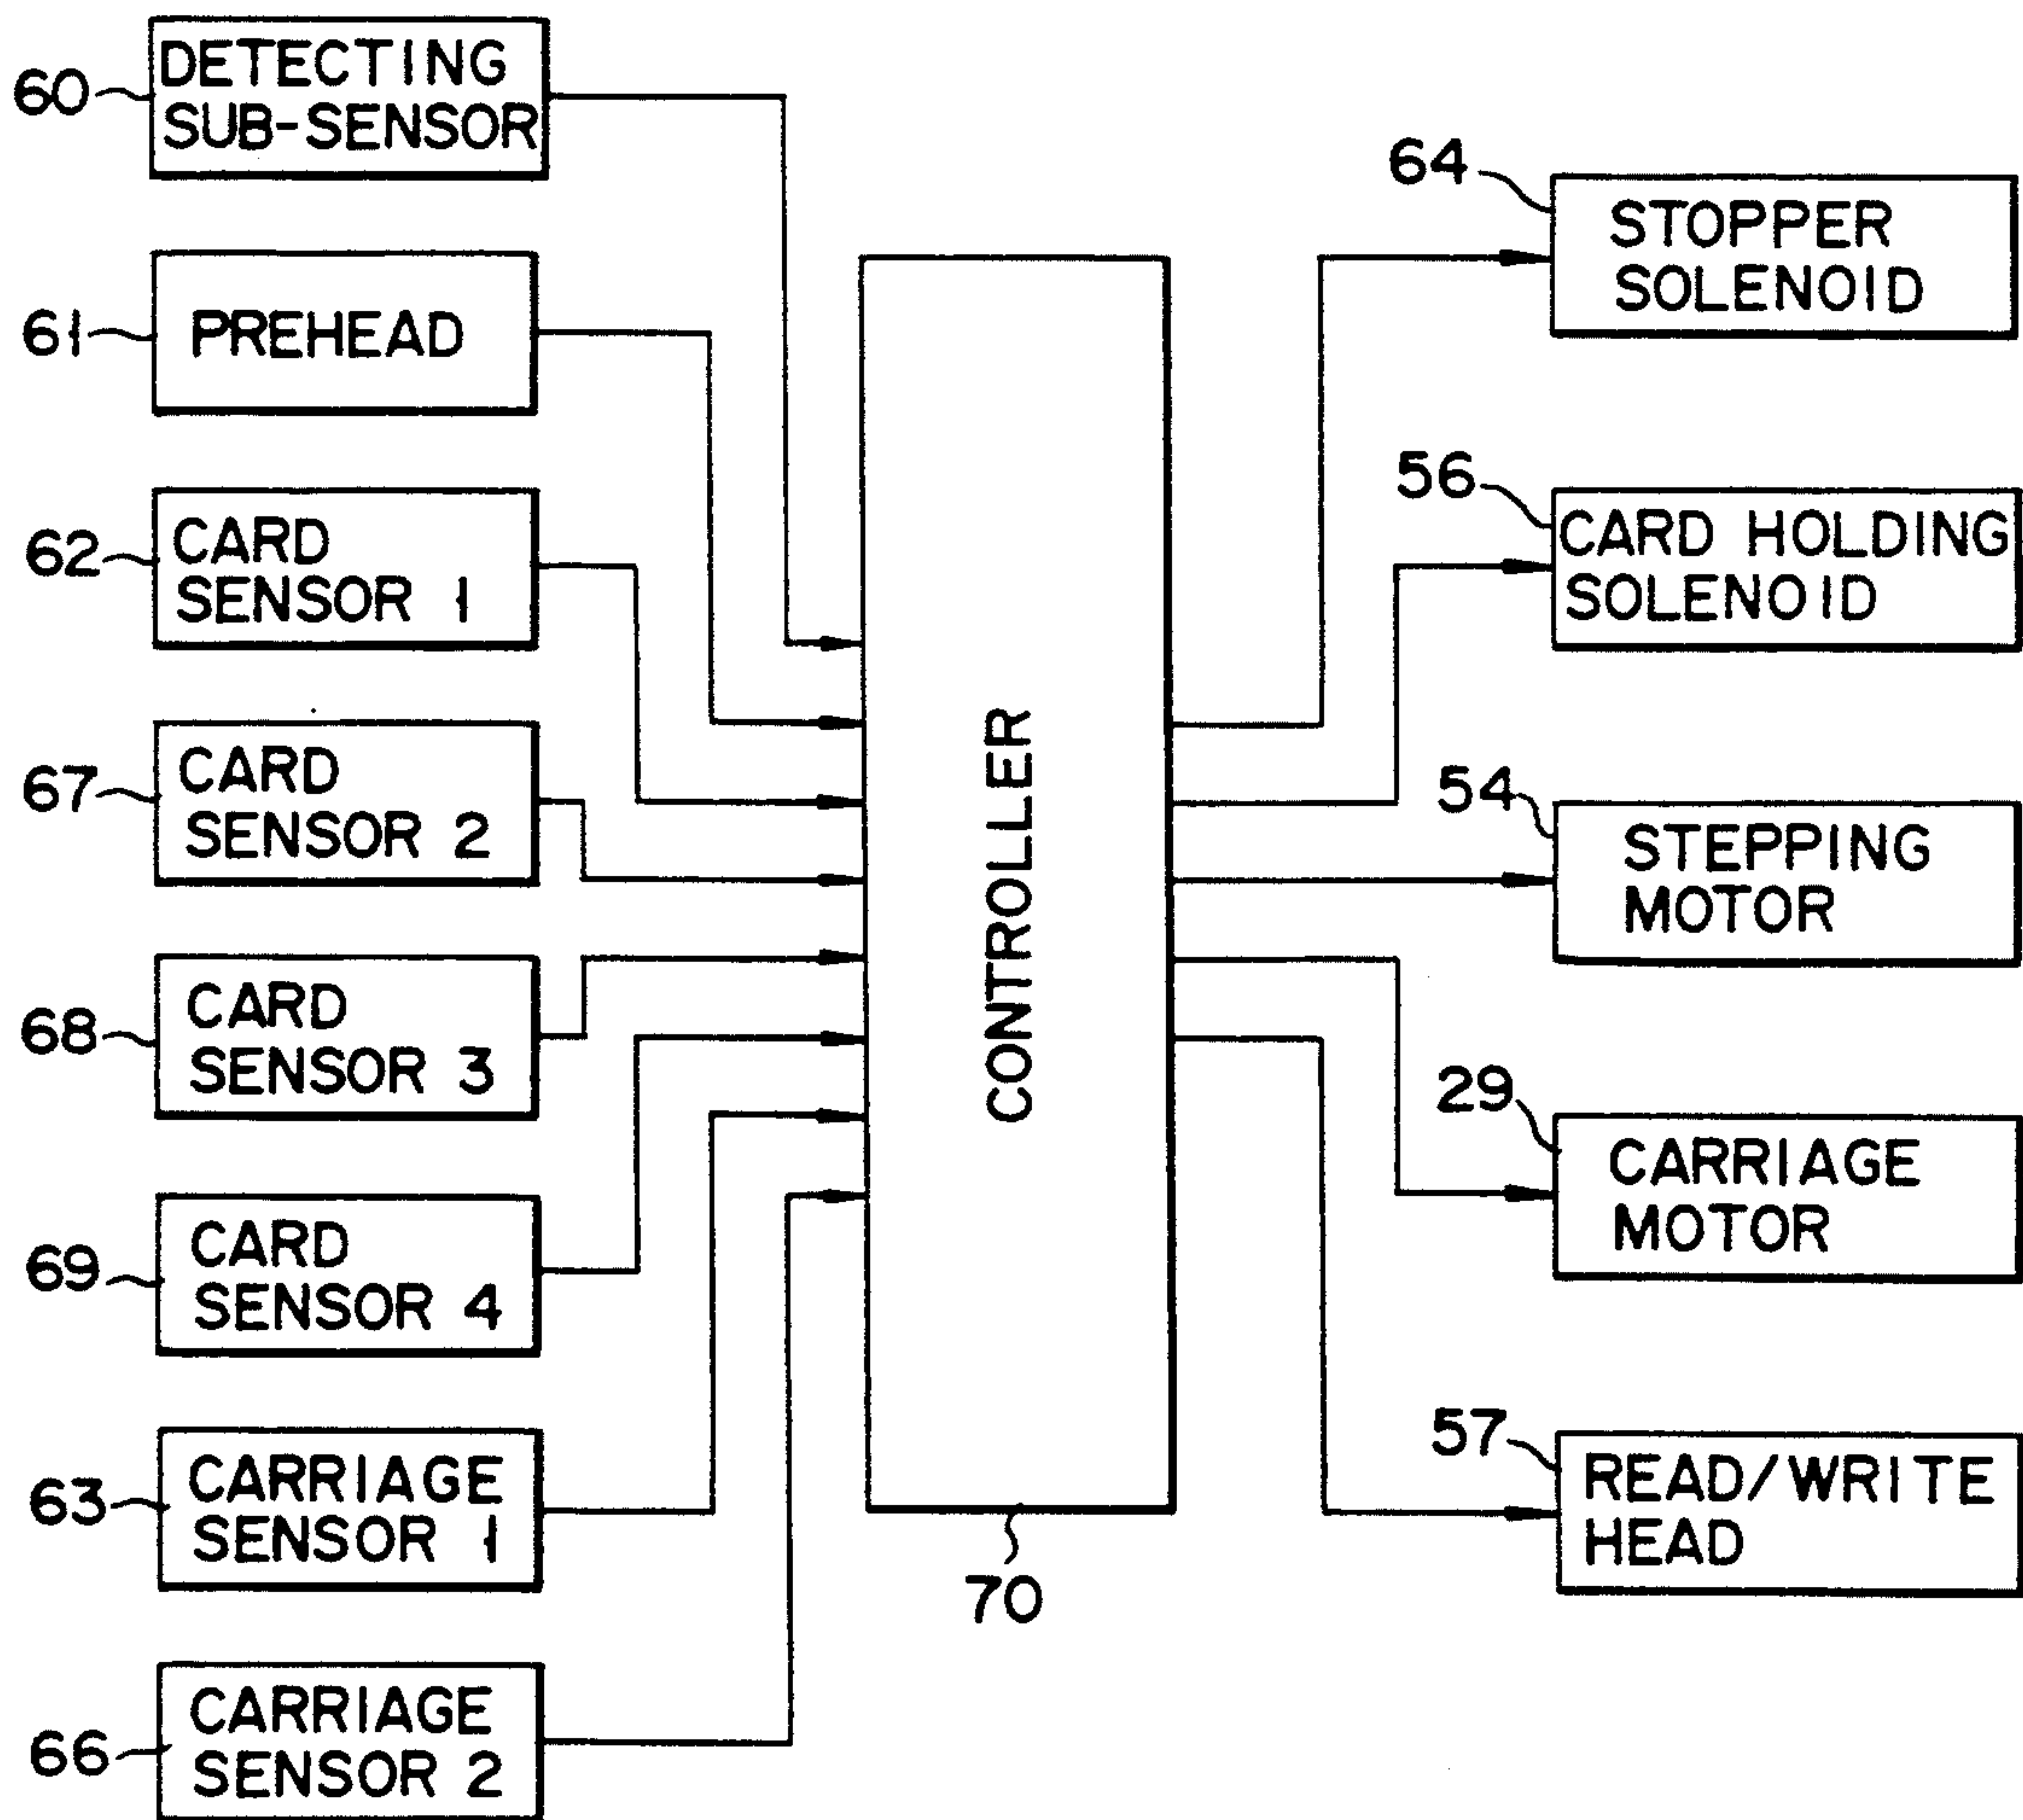 60
DETECTING
SUB-SENSOR
61
PREHEAD
62
CARD
SENSOR 1
67
CARD
SENSOR 2
68
CARD
SENSOR 3
69
CARD
SENSOR 4
63
CARRIAGE
SENSOR 1
66
CARRIAGE
SENSOR 2
CONTROLLER
70
64
STOPPER
SOLENOID
56
CARD HOLDING
SOLENOID
54
STEPPING
MOTOR
29
CARRIAGE
MOTOR
57
READ/WRITE
HEAD